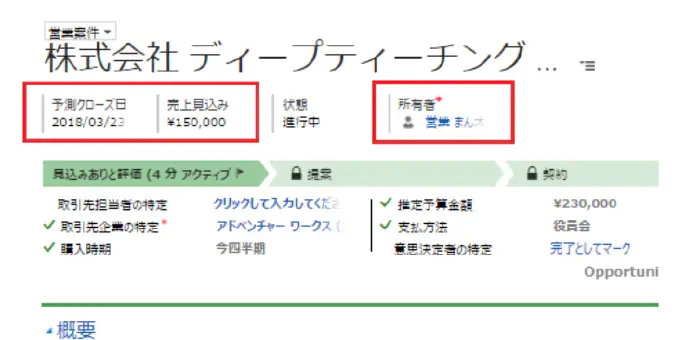 営業案件
株式会社 ディープティーチング ...
予測クローズ日 売上見込み 状態 所有者*
2018/03/23 ¥150,000 進行中 営業 まん
見込みありと評価 (4 分 アクティブ 提案 契約
取引先担当者の特定 クリックして入力してくだ 推定予算金額 ¥230,000
取引先企業の特定* アドベンチャー ワークス ( 支払方法 役員会
購入時期 今四半期 意思決定者の特定 完了としてマーク
Opportuni
概要